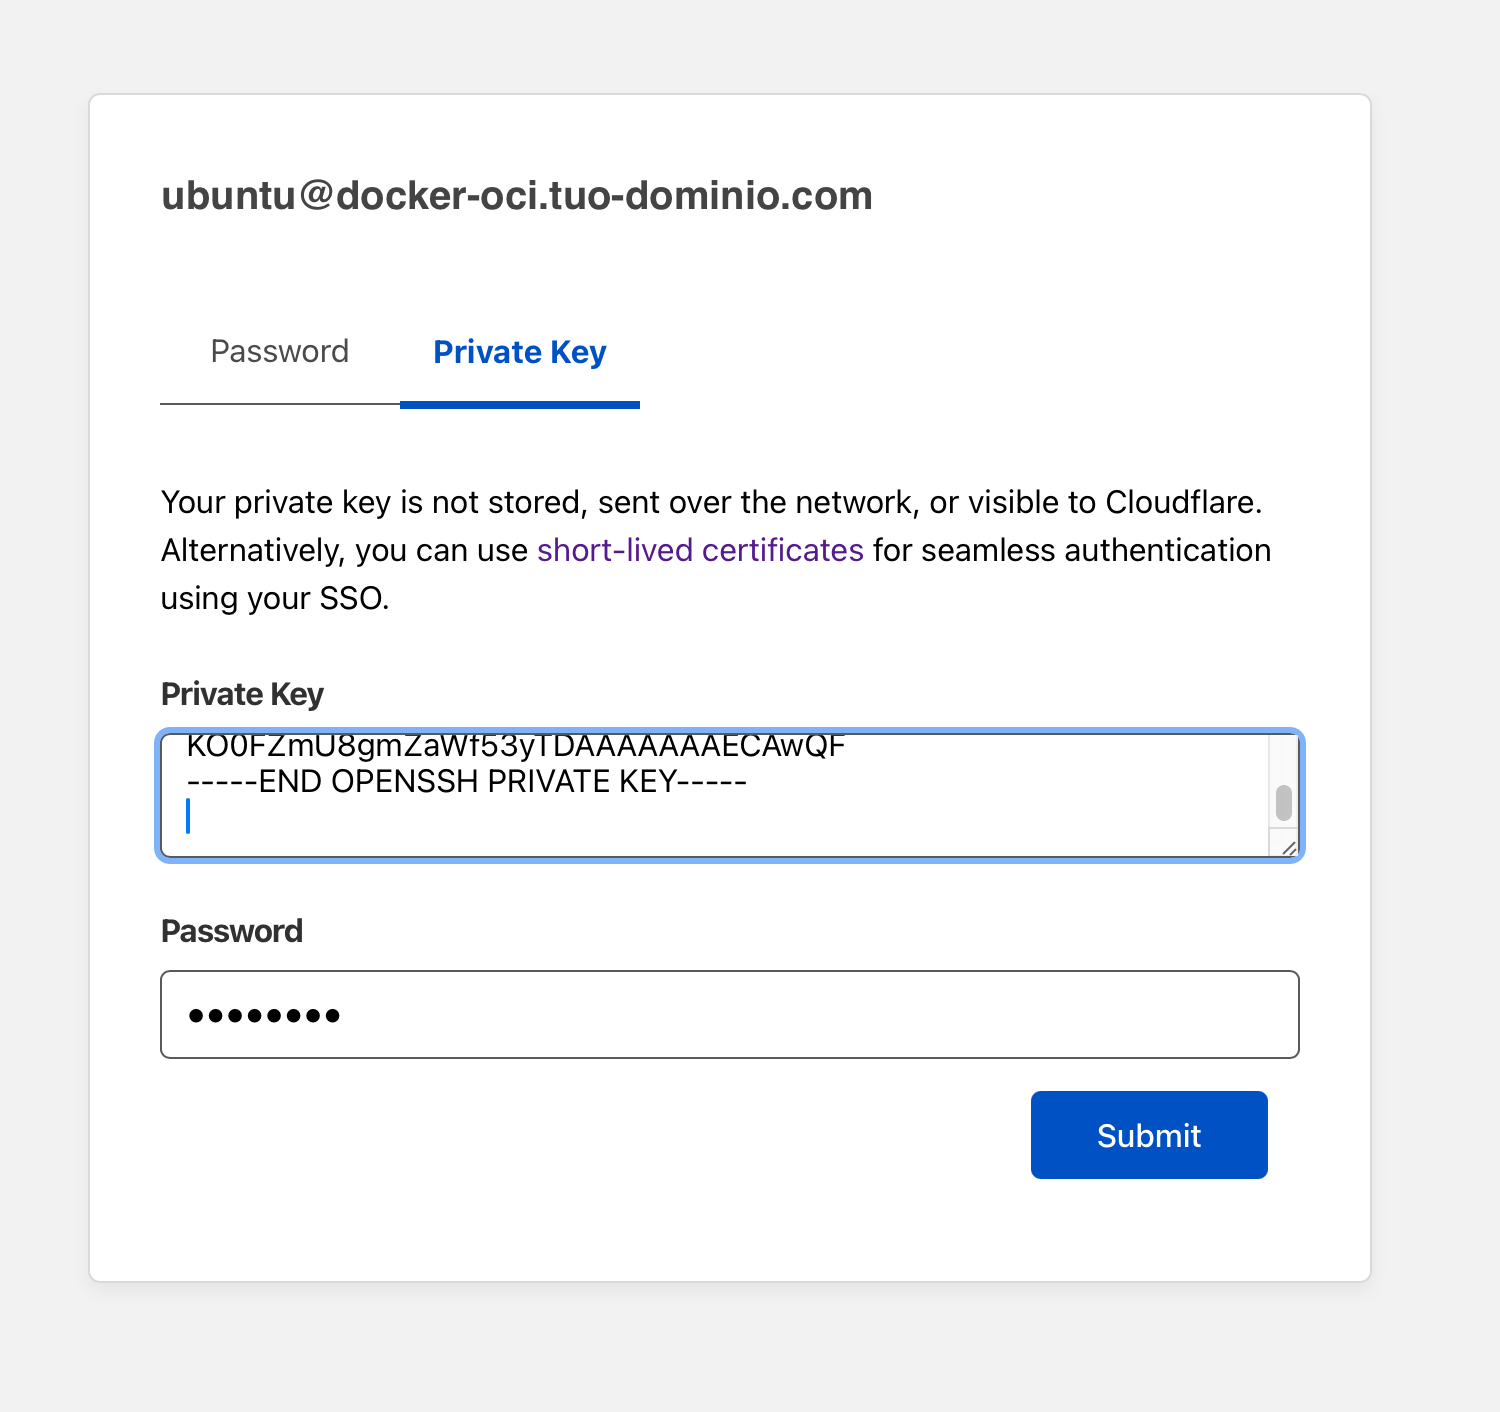 ubuntu@docker-oci.tuo-dominio.com
Password
Private Key
Your private key is not stored, sent over the network, or visible to Cloudflare.
Alternatively, you can use short-lived certificates for seamless authentication
using your SSO.
Private Key
KO0FZmU8gmZaWf53yTDAAAAAAAECAwQF
-----END OPENSSH PRIVATE KEY-----
Password
••••••••
Submit